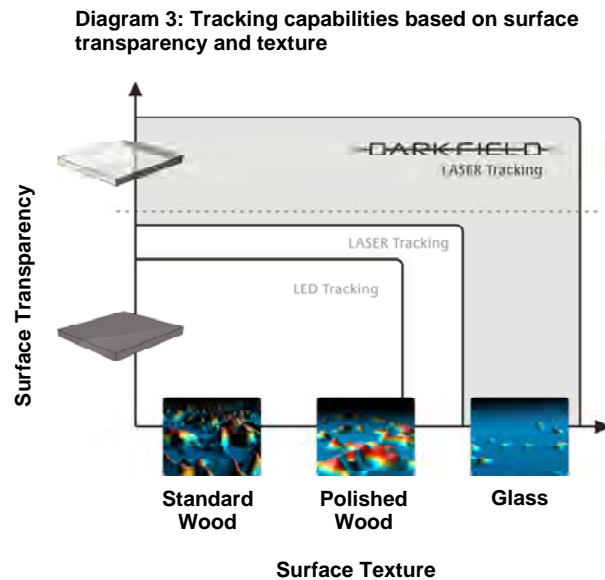 Diagram 3: Tracking capabilities based on surface
transparency and texture
DARKFIELD
LASER Tracking
LASER Tracking
LED Tracking
Surface Transparency
Standard
Wood
Polished
Wood
Glass
Surface Texture